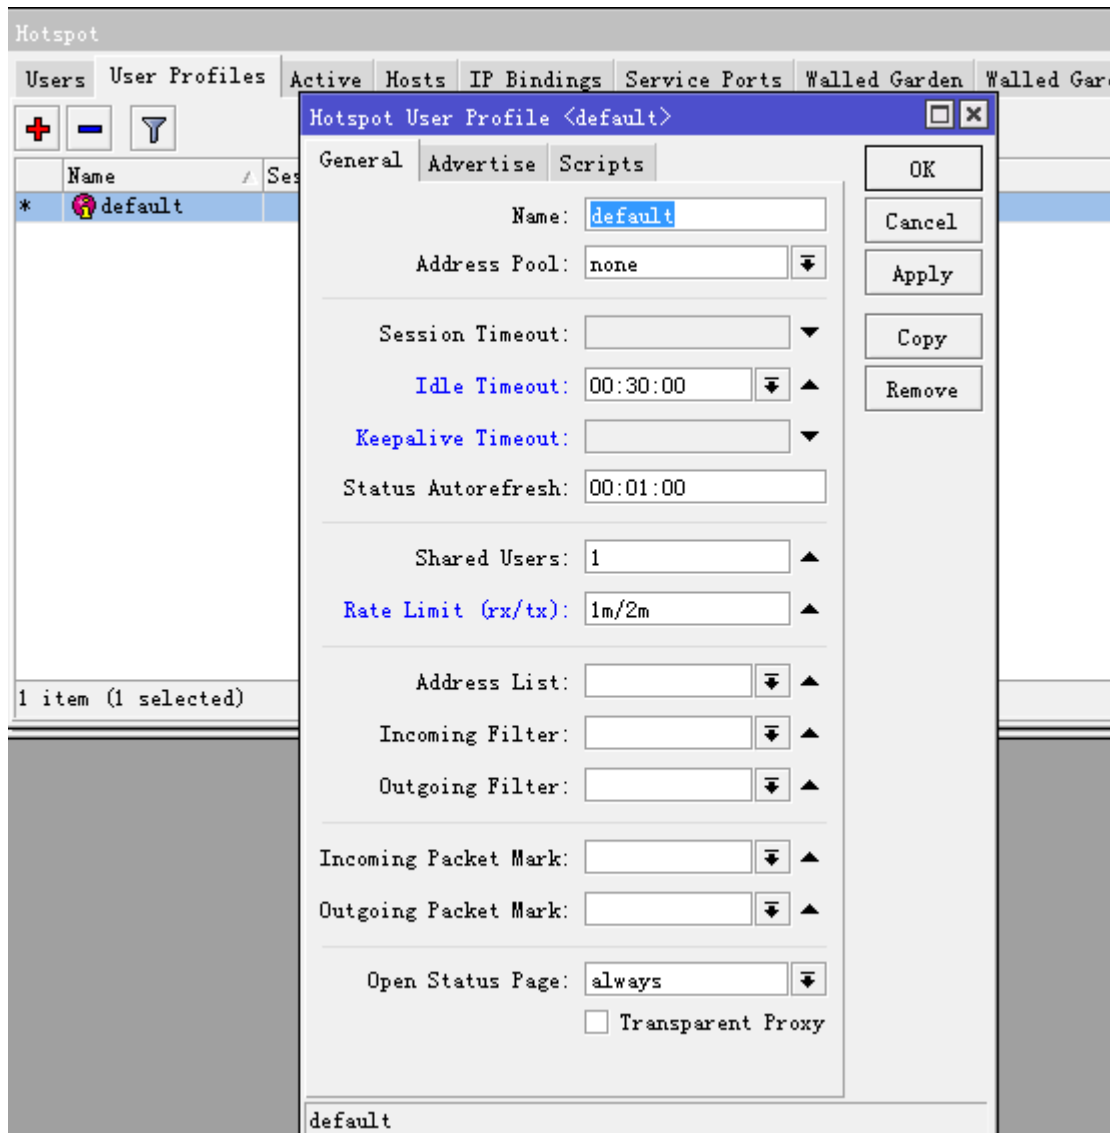 Hotspot
Users User Profiles Active Hosts IP Bindings Service Ports Walled Garden Walled Gar
Hotspot User Profile <default>
General Advertise Scripts
Name Ses
* default
Name: default
Address Pool: none
Session Timeout:
Idle Timeout: 00:30:00
Keepalive Timeout:
Status Autorefresh: 00:01:00
Shared Users: 1
Rate Limit (rx/tx): 1m/2m
Address List:
Incoming Filter:
Outgoing Filter:
Incoming Packet Mark:
Outgoing Packet Mark:
Open Status Page: always
Transparent Proxy
default
OK
Cancel
Apply
Copy
Remove
1 item (1 selected)